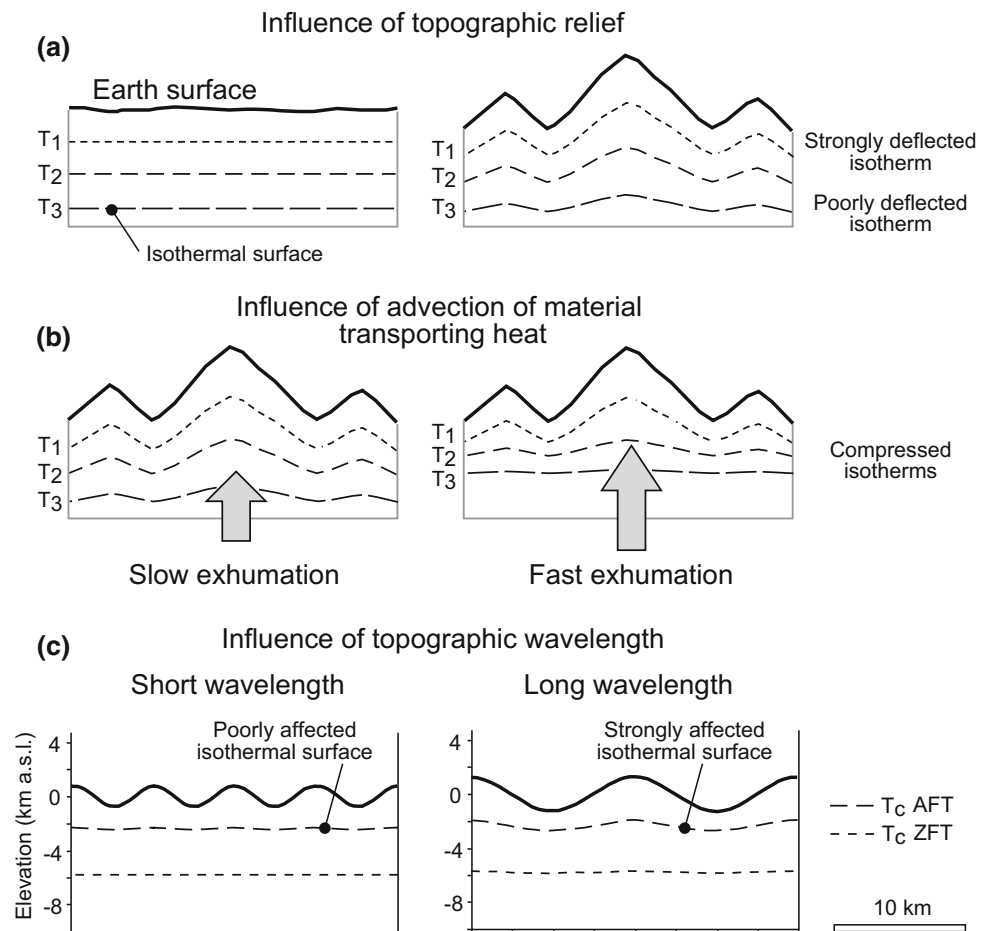 Influence of topographic relief
(a)
Earth surface
T1
T2
T3
Isothermal surface
T1
T2
T3
Strongly deflected
isotherm
Poorly deflected
isotherm
Influence of advection of material
transporting heat
(b)
T1
T2
T3
Slow exhumation
T1
T2
T3
Fast exhumation
Compressed
isotherms
Influence of topographic wavelength
(c)
Short wavelength
Long wavelength
Elevation (km a.s.l.)
4
0
-4
-8
Poorly affected
isothermal surface
4
0
-4
-8
Strongly affected
isothermal surface
Tc AFT
Tc ZFT
10 km